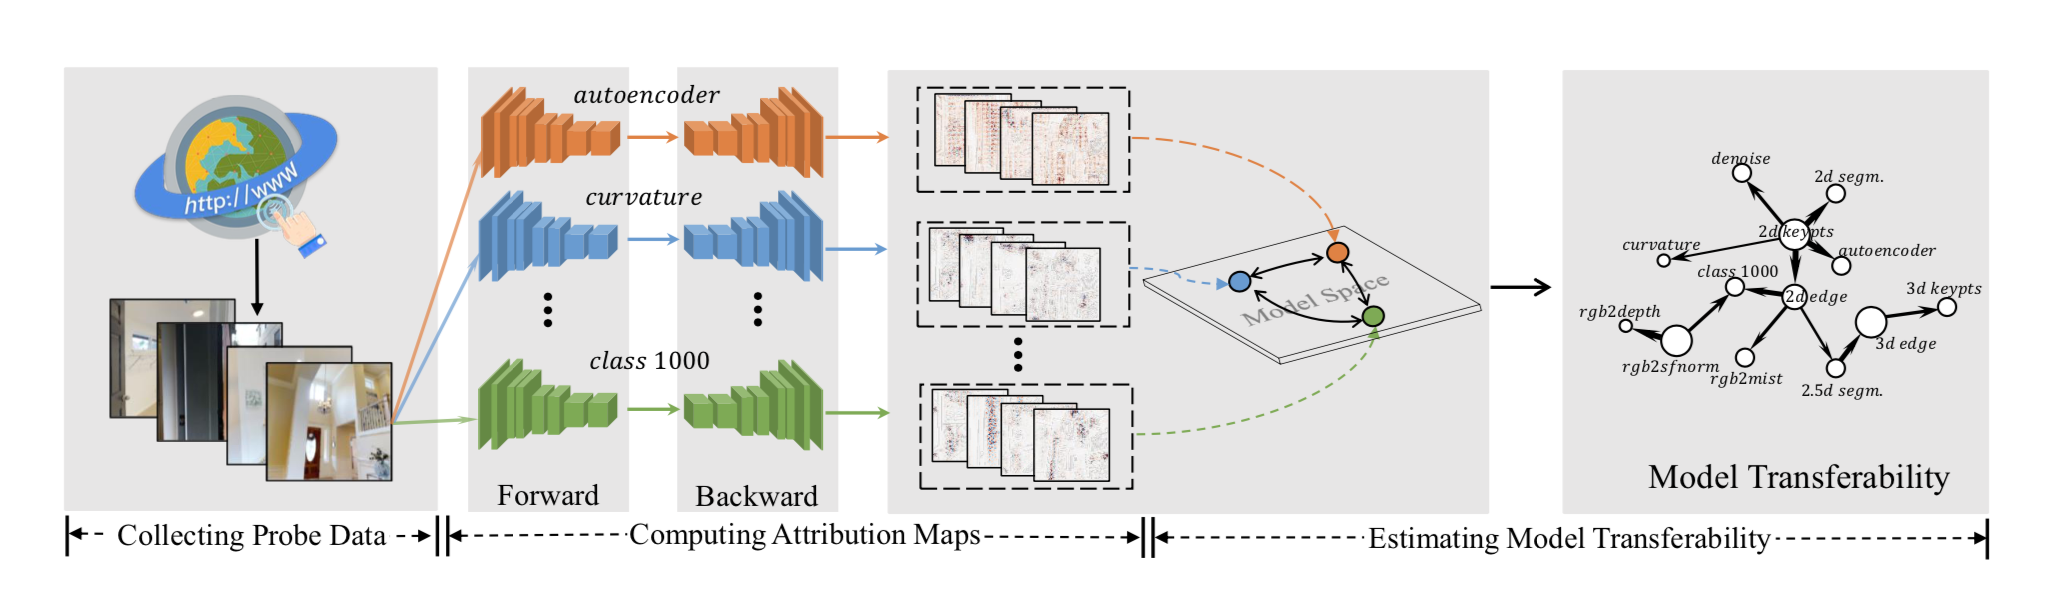 http://www
autoencoder
curvature
class 1000
Forward
Backward
Model Space
denoise
2d segm.
2d keypts
curvature
autoencoder
class 1000
2d edge
3d keypts
rgb2depth
3d edge
rgb2sfnorm
rgb2mist
2.5d segm.
Model Transferability
Collecting Probe Data
Computing Attribution Maps
Estimating Model Transferability